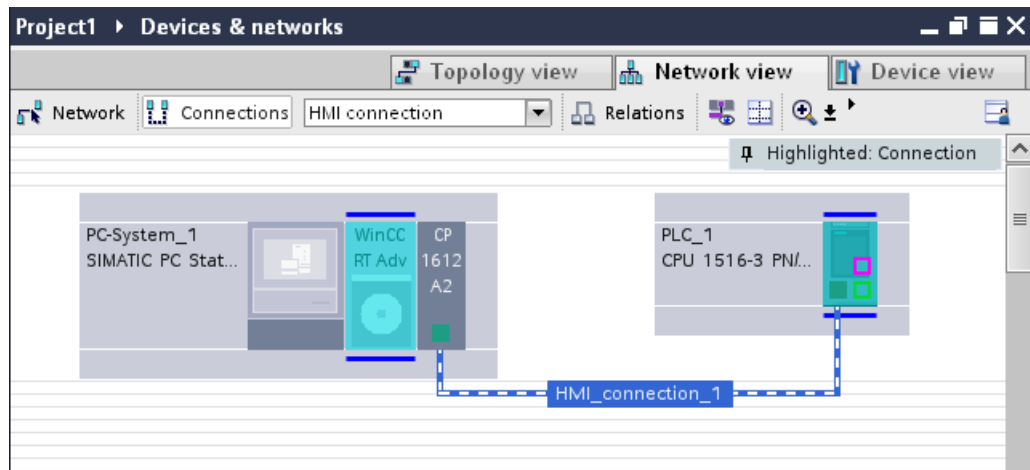 Project1 ▸ Devices & networks
Topology view Network view Device view
Network Connections HMI connection Relations
Highlighted: Connection
PC-System_1 WinCC CP PLC_1
SIMATIC PC Stat... RT Adv 1612 CPU 1516-3 PN/...
A2
HMI_connection_1